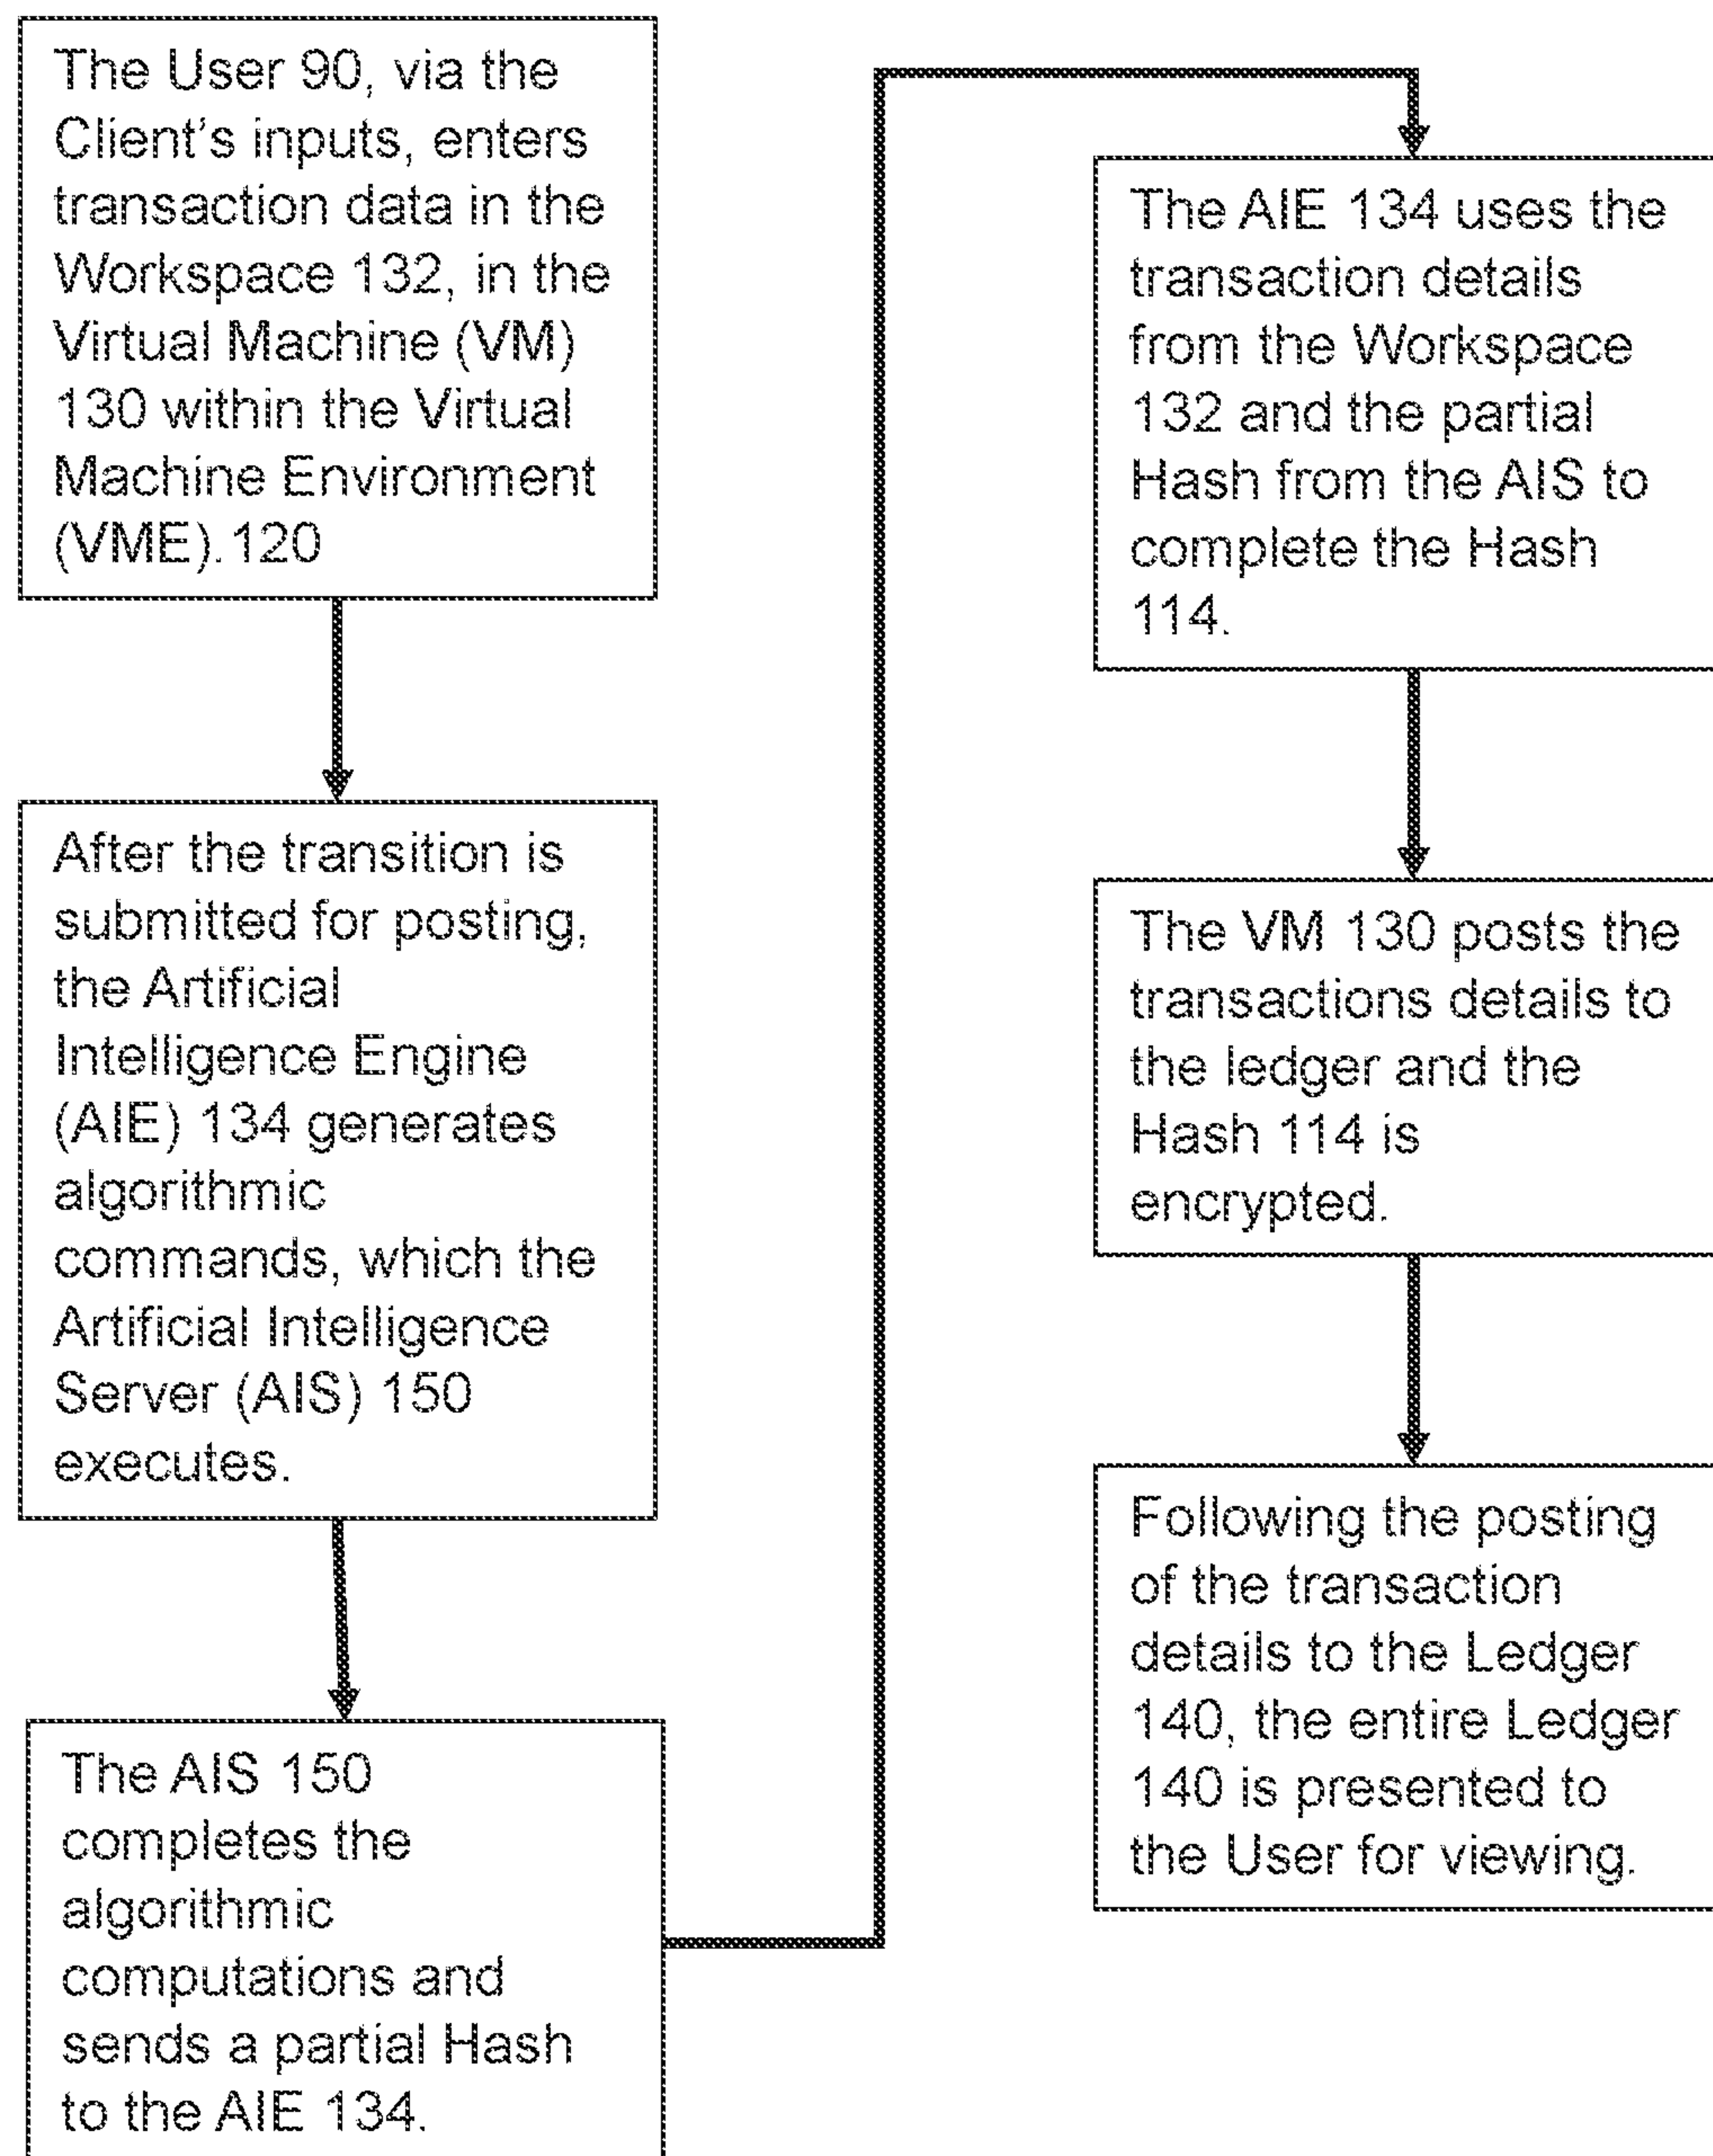 The User 90, via the
Client's inputs, enters
transaction data in the
Workspace 132, in the
Virtual Machine (VM)
130 within the Virtual
Machine Environment
(VME).120
After the transition is
submitted for posting,
the Artificial
Intelligence Engine
(AIE) 134 generates
algorithmic
commands, which the
Artificial Intelligence
Server (AIS) 150
executes.
The AIS 150
completes the
algorithmic
computations and
sends a partial Hash
to the AIE 134.
The AIE 134 uses the
transaction details
from the Workspace
132 and the partial
Hash from the AIS to
complete the Hash
114.
The VM 130 posts the
transactions details to
the ledger and the
Hash 114 is
encrypted.
Following the posting
of the transaction
details to the Ledger
140, the entire Ledger
140 is presented to
the User for viewing.